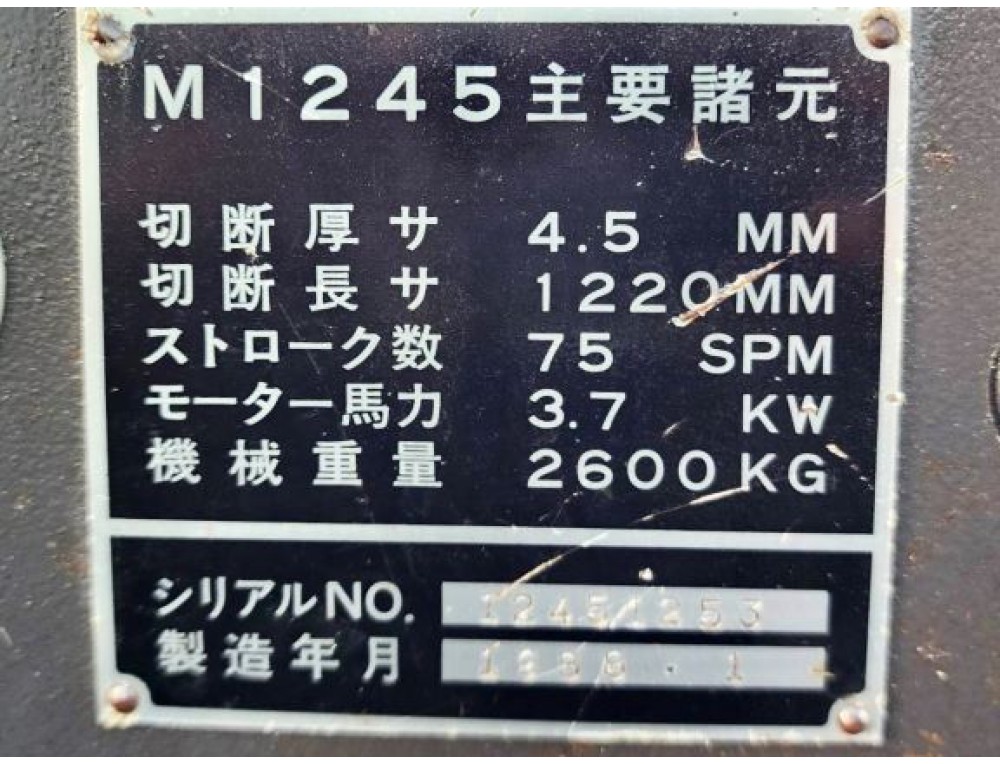 M1245主要諸元
切断厚サ 4.5 MM
切断長サ 1220MM
ストローク数 75 SPM
モーター馬力 3.7 KW
機械重量 2600KG
シリアルNO. 12451253
製造年月